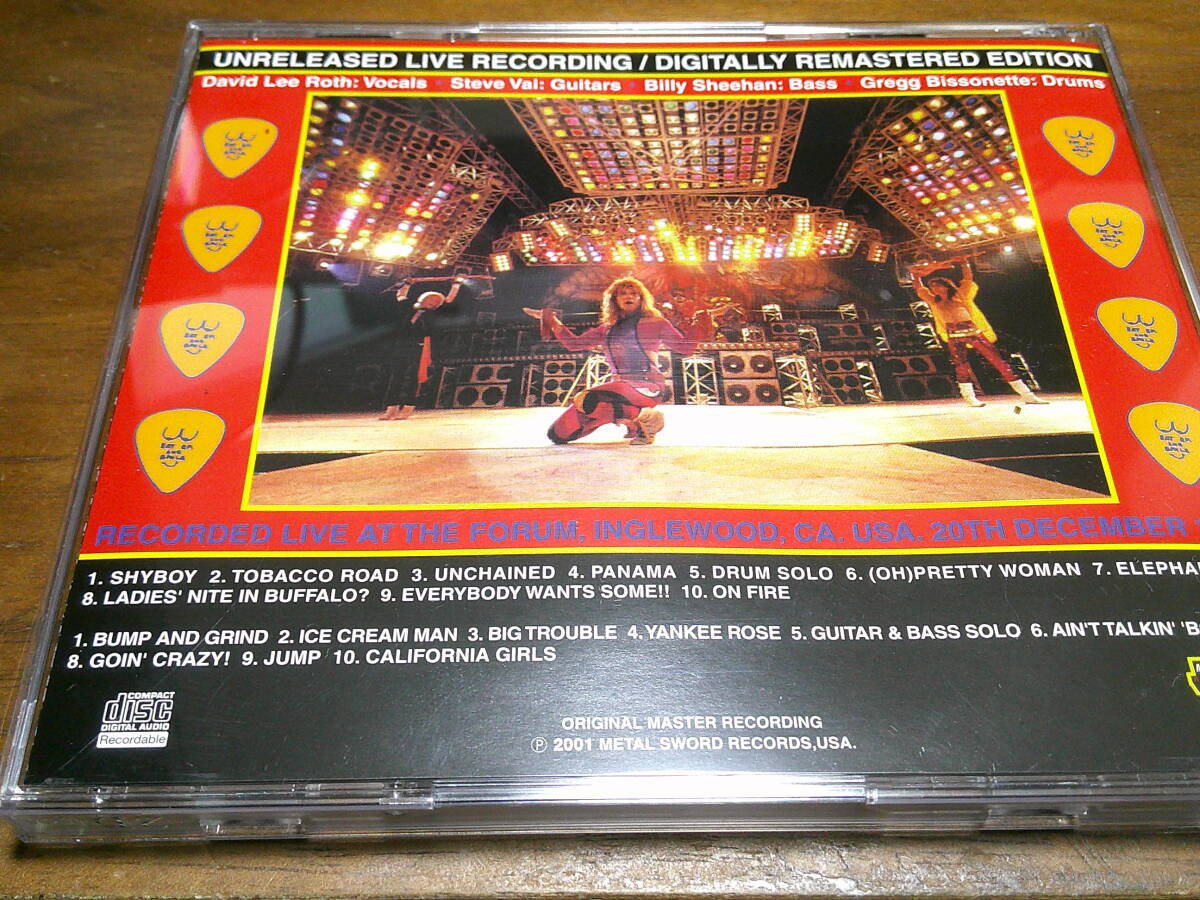 UNRELEASED LIVE RECORDING / DIGITALLY REMASTERED EDITION
David Lee Roth: Vocals • Steve Vai: Guitars • Billy Sheehan: Bass • Gregg Bissonette: Drums
RECORDED LIVE AT THE FORUM, INGLEWOOD, CA. USA. 20TH DECEMBER
1. SHYBOY 2. TOBACCO ROAD 3. UNCHAINED 4. PANAMA 5. DRUM SOLO 6. (OH)PRETTY WOMAN 7. ELEPHA
8. LADIES' NITE IN BUFFALO? 9. EVERYBODY WANTS SOME!! 10. ON FIRE
1. BUMP AND GRIND 2. ICE CREAM MAN 3. BIG TROUBLE 4. YANKEE ROSE 5. GUITAR & BASS SOLO 6. AIN'T TALKIN'
8. GOIN' CRAZY! 9. JUMP 10. CALIFORNIA GIRLS
COMPACT
disc
DIGITAL AUDIO
Recordable
ORIGINAL MASTER RECORDING
℗ 2001 METAL SWORD RECORDS,USA.